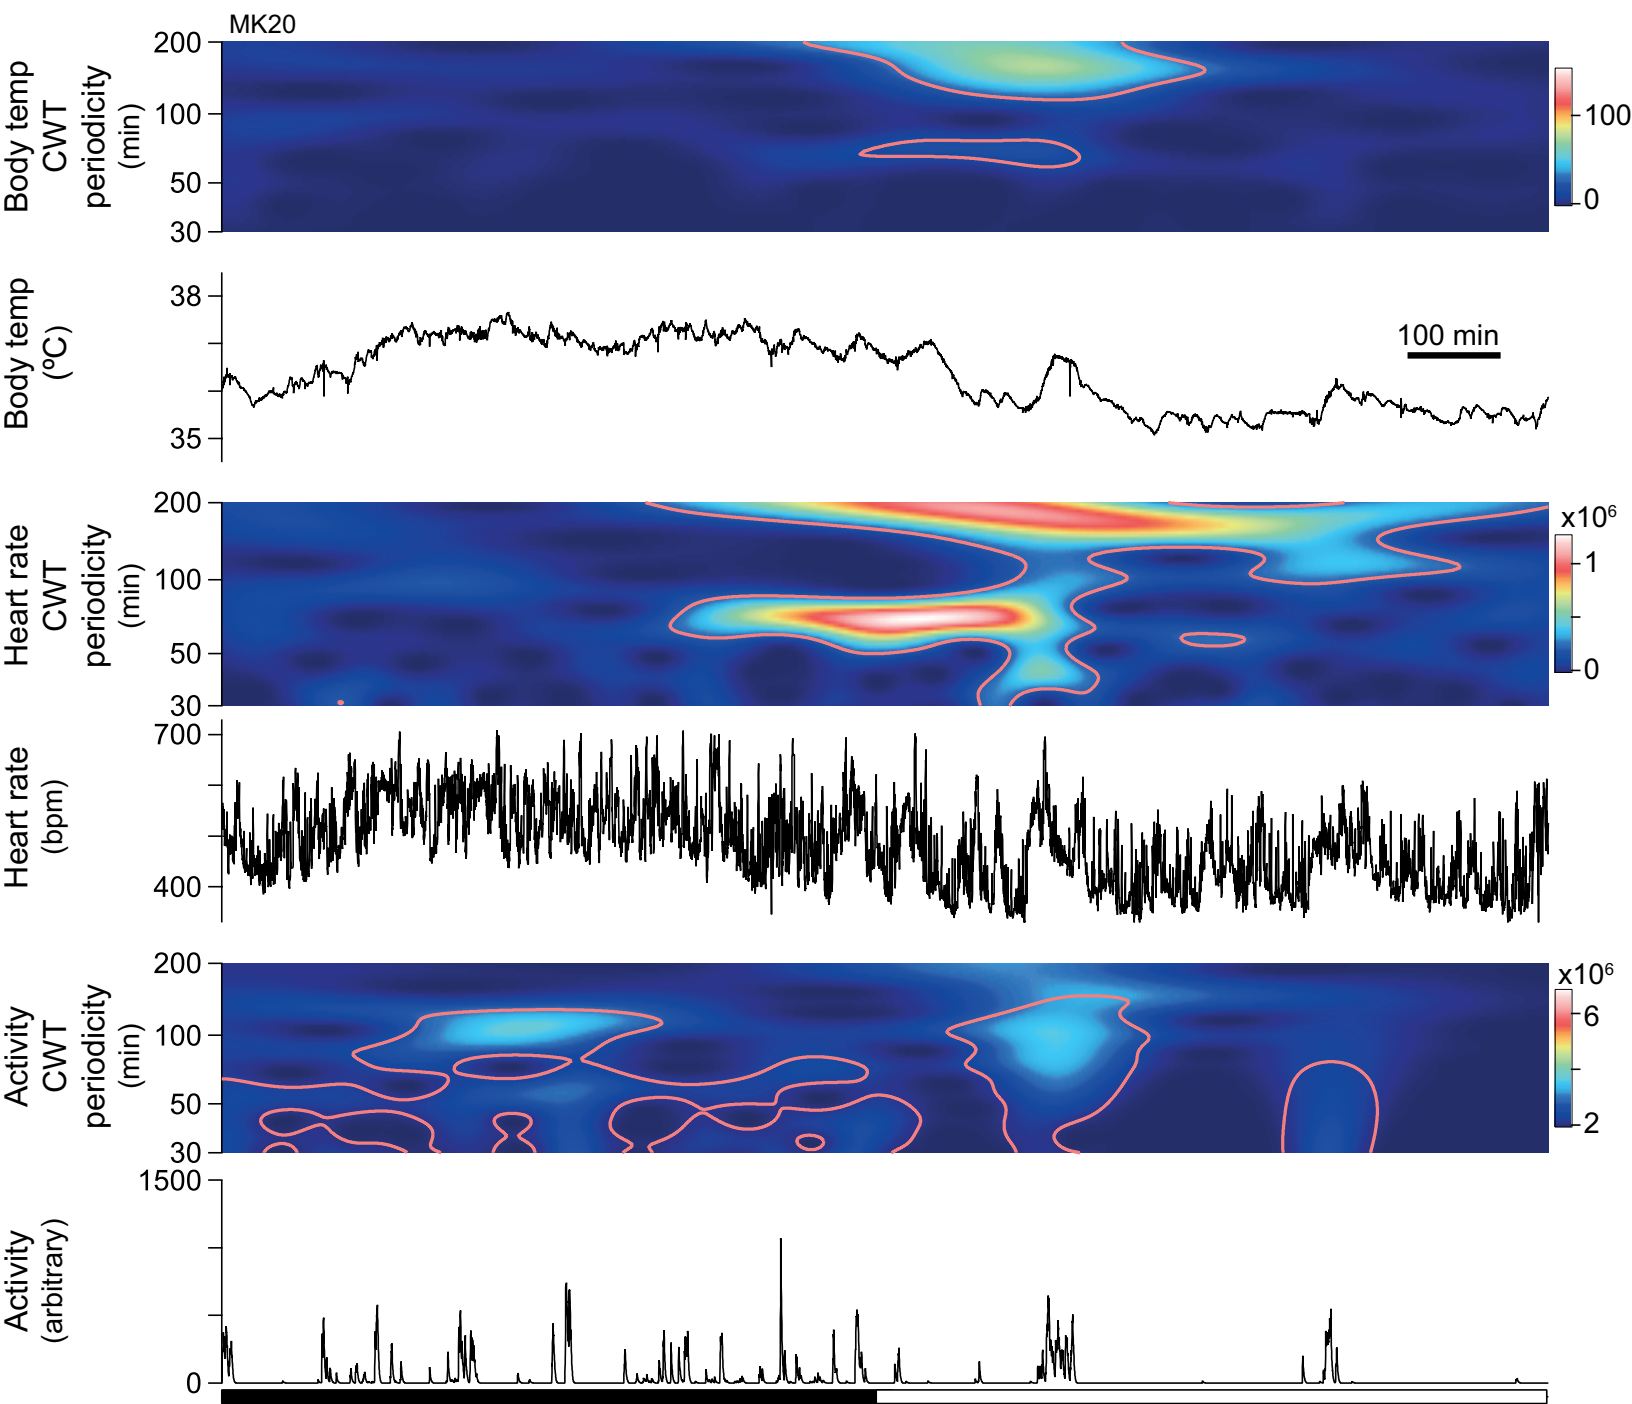 MK20
Body temp
CWT
periodicity
(min)
200
100
50
30
100
0
Body temp
(ºC)
38
35
100 min
Heart rate
CWT
periodicity
(min)
200
100
50
30
x10⁶
1
0
Heart rate
(bpm)
700
400
Activity
CWT
periodicity
(min)
200
100
50
30
x10⁶
6
2
Activity
(arbitrary)
1500
0